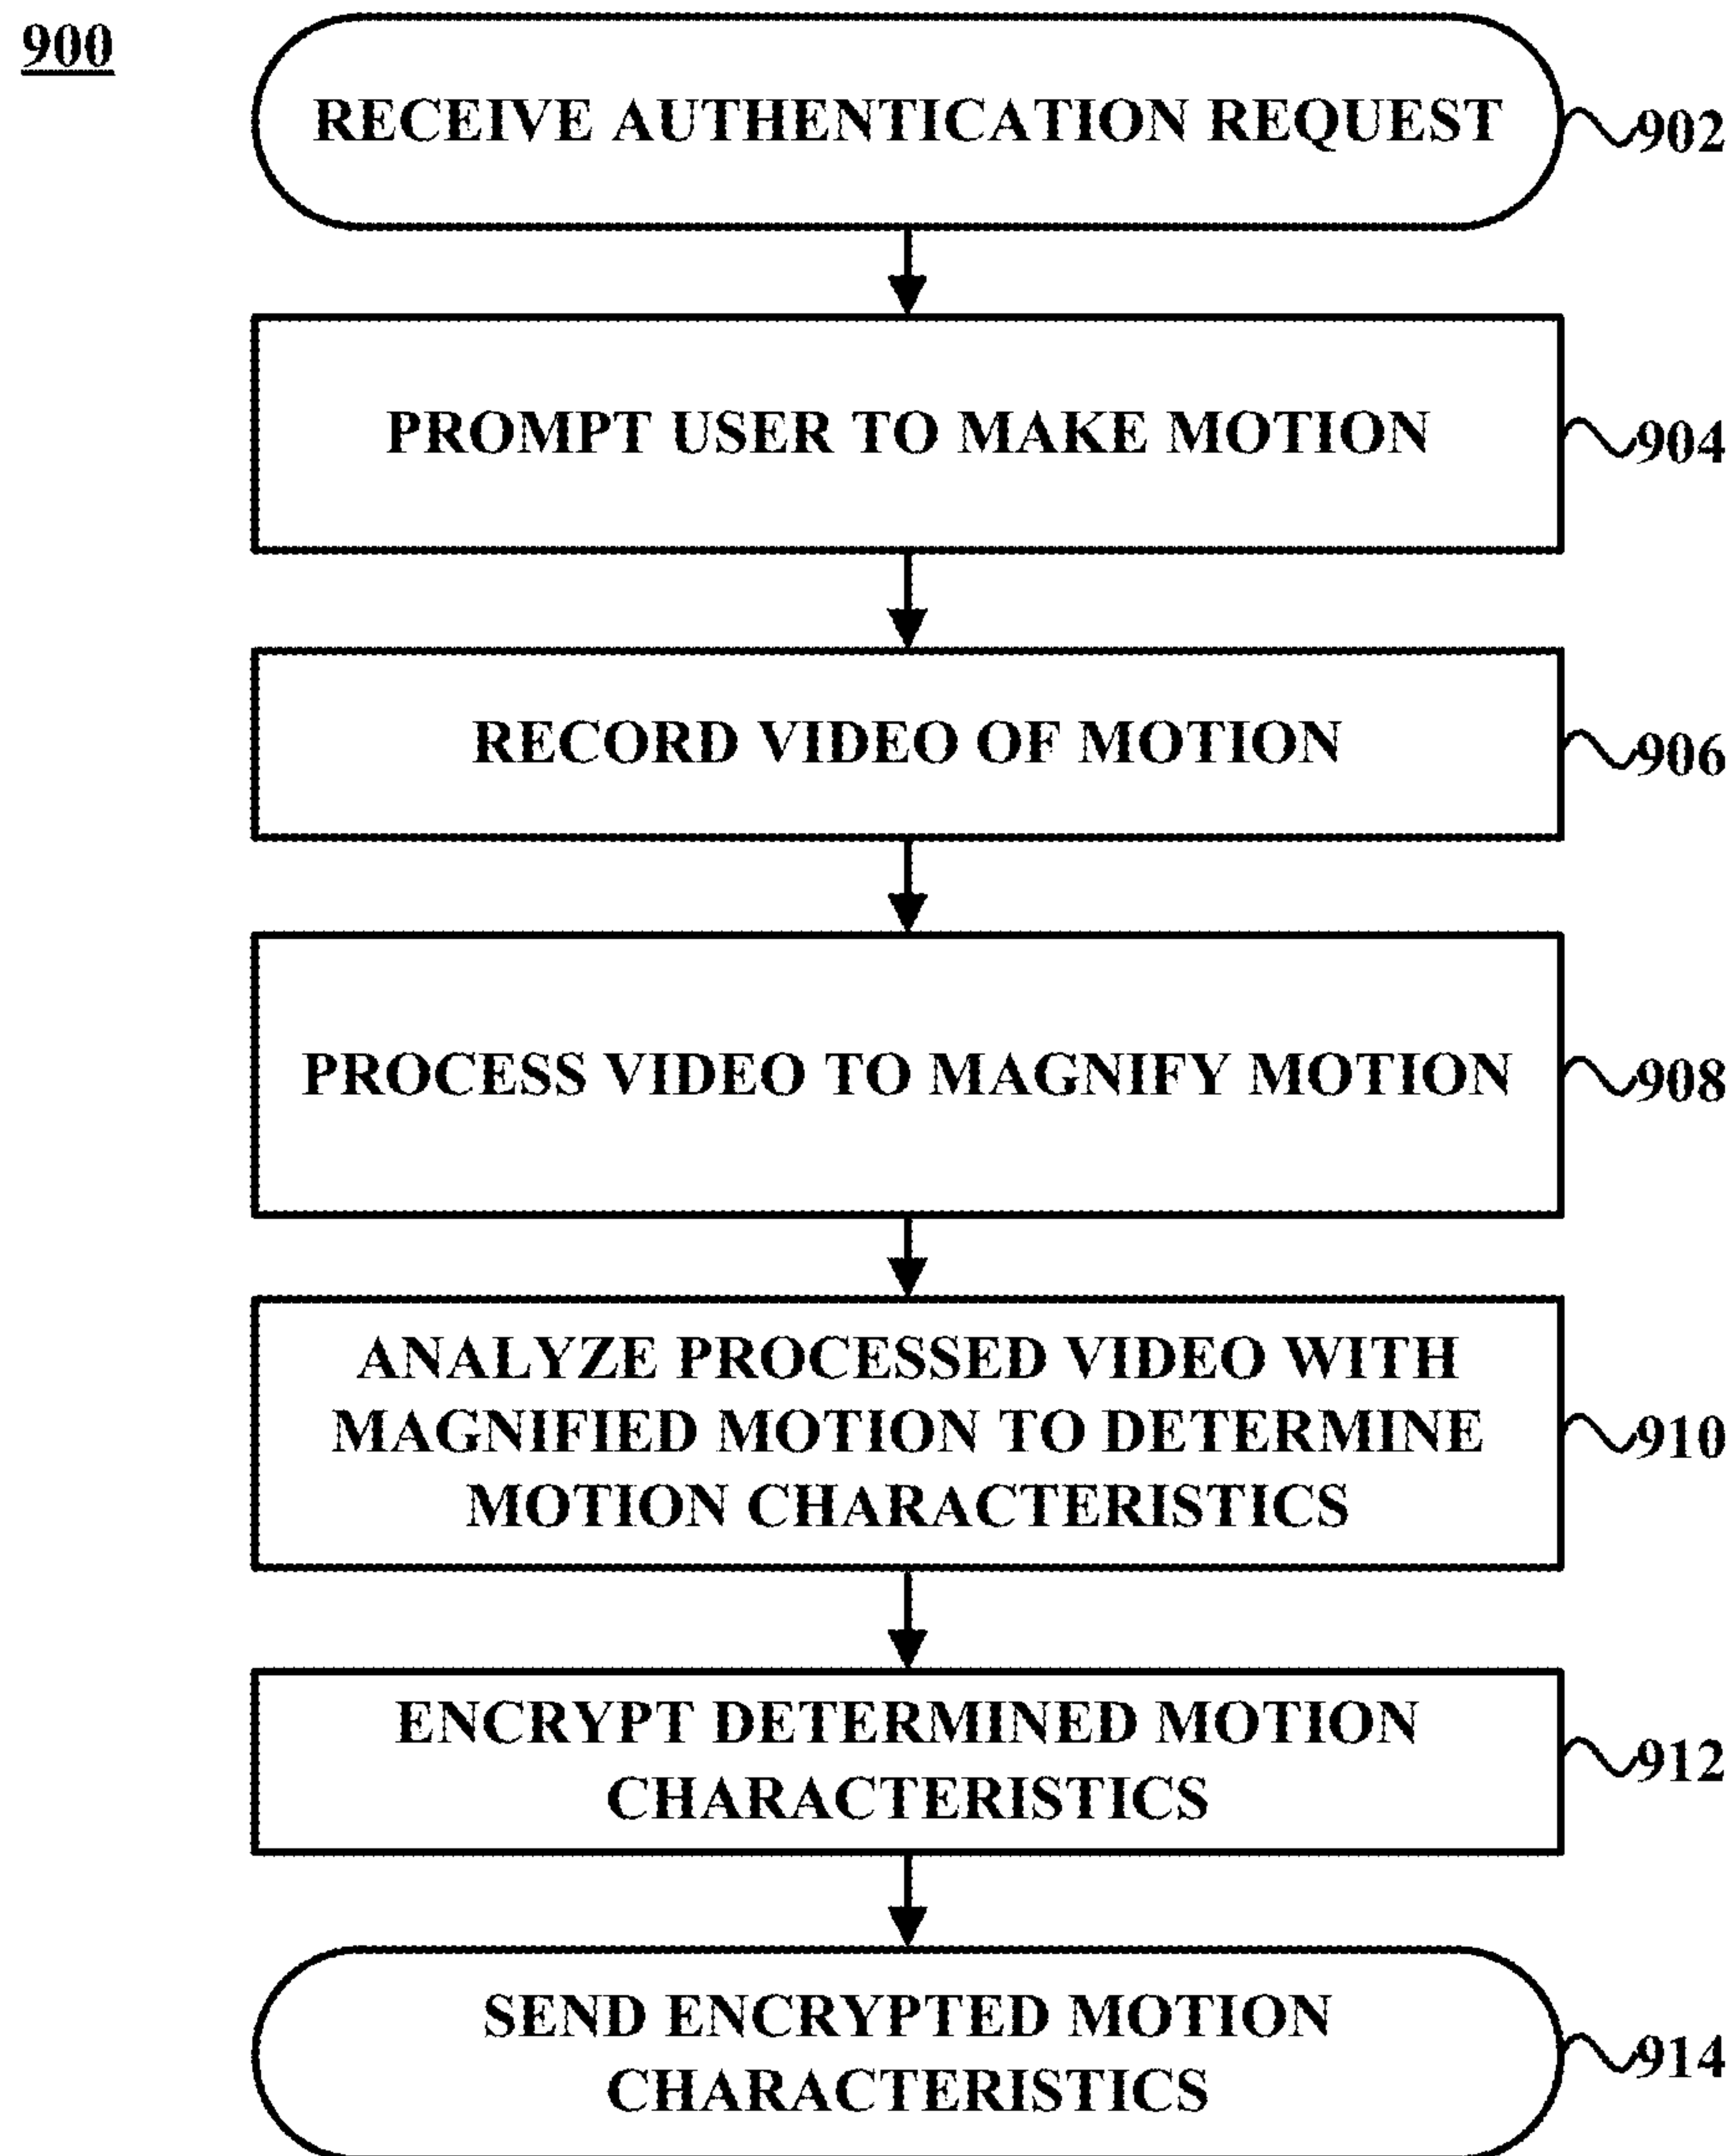 900
RECEIVE AUTHENTICATION REQUEST
902
PROMPT USER TO MAKE MOTION
904
RECORD VIDEO OF MOTION
906
PROCESS VIDEO TO MAGNIFY MOTION
908
ANALYZE PROCESSED VIDEO WITH
MAGNIFIED MOTION TO DETERMINE
MOTION CHARACTERISTICS
910
ENCRYPT DETERMINED MOTION
CHARACTERISTICS
912
SEND ENCRYPTED MOTION
CHARACTERISTICS
914